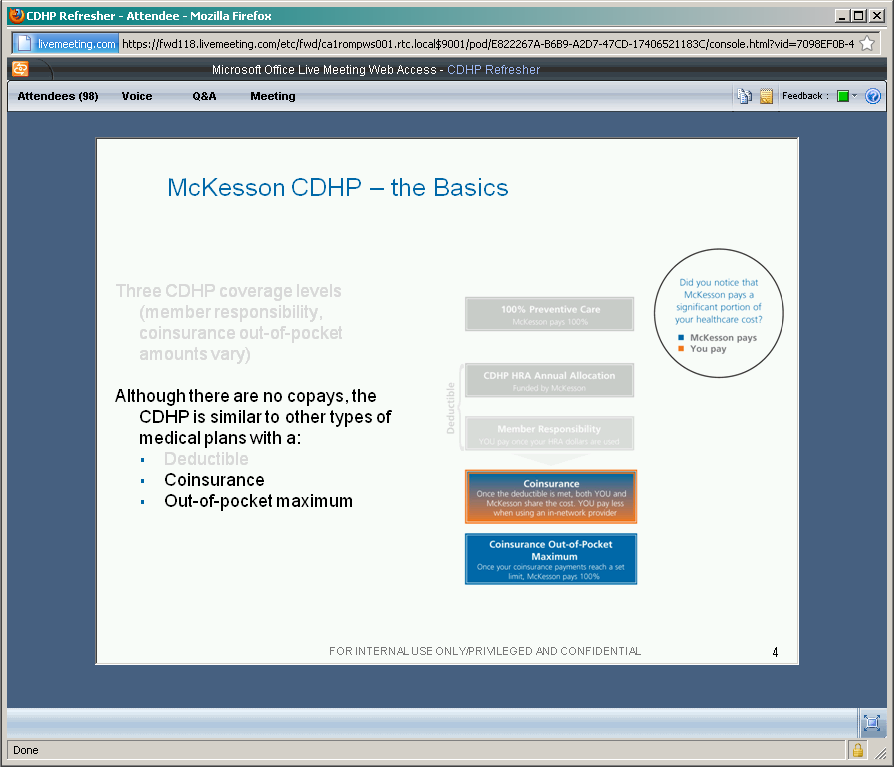 CDHP Refresher - Attendee - Mozilla Firefox
livemeeting.com https://fwd118.livemeeting.com/etc/fwd/ca1rompws001.rtc.local$9001/pod/E822267A-B6B9-A2D7-47CD-17406521183C/console.html?vid=7098EF0B-4
Microsoft Office Live Meeting Web Access - CDHP Refresher
Attendees (98) Voice Q&A Meeting Feedback :
McKesson CDHP – the Basics
Three CDHP coverage levels
(member responsibility,
coinsurance out-of-pocket
amounts vary)
Although there are no copays, the
CDHP is similar to other types of
medical plans with a:
Deductible
Coinsurance
Out-of-pocket maximum
100% Preventive Care
McKesson pays 100%
Deductible
CDHP HRA Annual Allocation
Funded by McKesson
Member Responsibility
YOU pay once your HRA dollars are used
Coinsurance
Once the deductible is met, both YOU and
McKesson share the cost. YOU pay less
when using an in-network provider
Coinsurance Out-of-Pocket
Maximum
Once your coinsurance payments reach a set
limit, McKesson pays 100%
Did you notice that
McKesson pays a
significant portion of
your healthcare cost?
McKesson pays
You pay
FOR INTERNAL USE ONLY/PRIVILEGED AND CONFIDENTIAL
4
Done